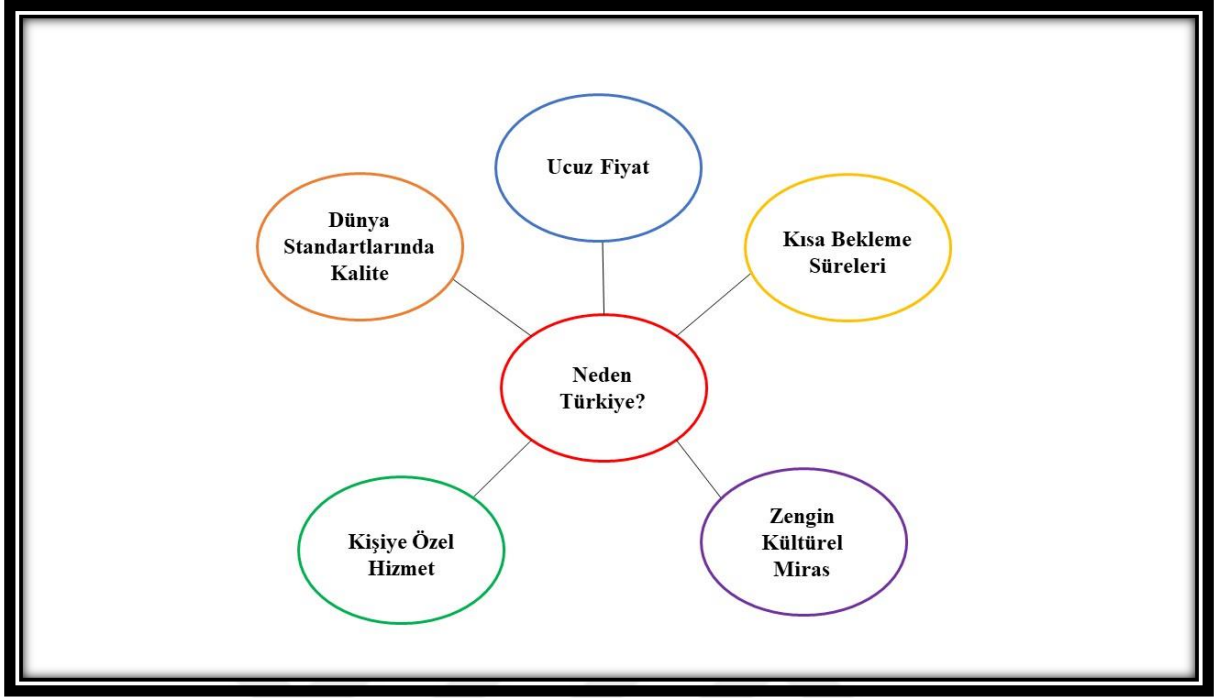 Ucuz Fiyat
Dünya
Standartlarında
Kalite
Kısa Bekleme
Süreleri
Neden
Türkiye?
Kişiye Özel
Hizmet
Zengin
Kültürel
Miras